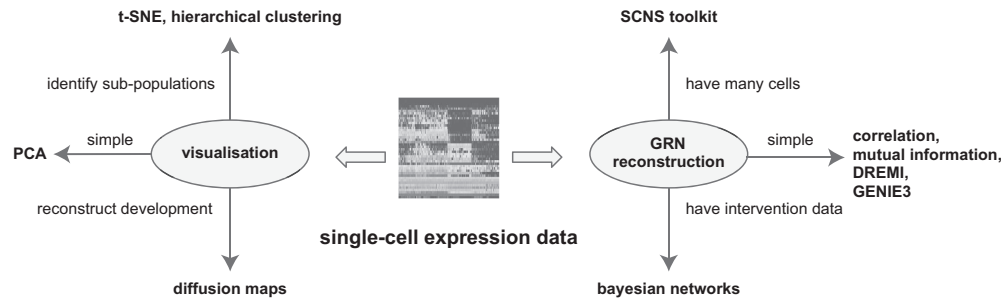 t-SNE, hierarchical clustering
identify sub-populations
simple
PCA
visualisation
reconstruct development
diffusion maps
single-cell expression data
SCNS toolkit
have many cells
GRN
reconstruction
simple
correlation,
mutual information,
DREMI,
GENIE3
have intervention data
bayesian networks